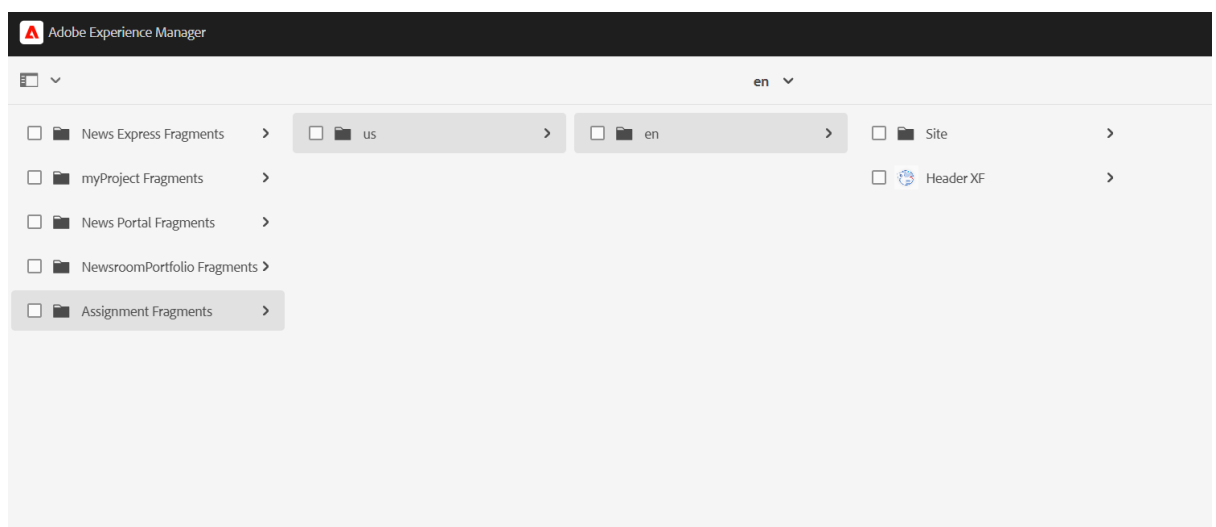 Adobe Experience Manager
en
News Express Fragments
us
en
Site
myProject Fragments
Header XF
News Portal Fragments
NewsroomPortfolio Fragments
Assignment Fragments